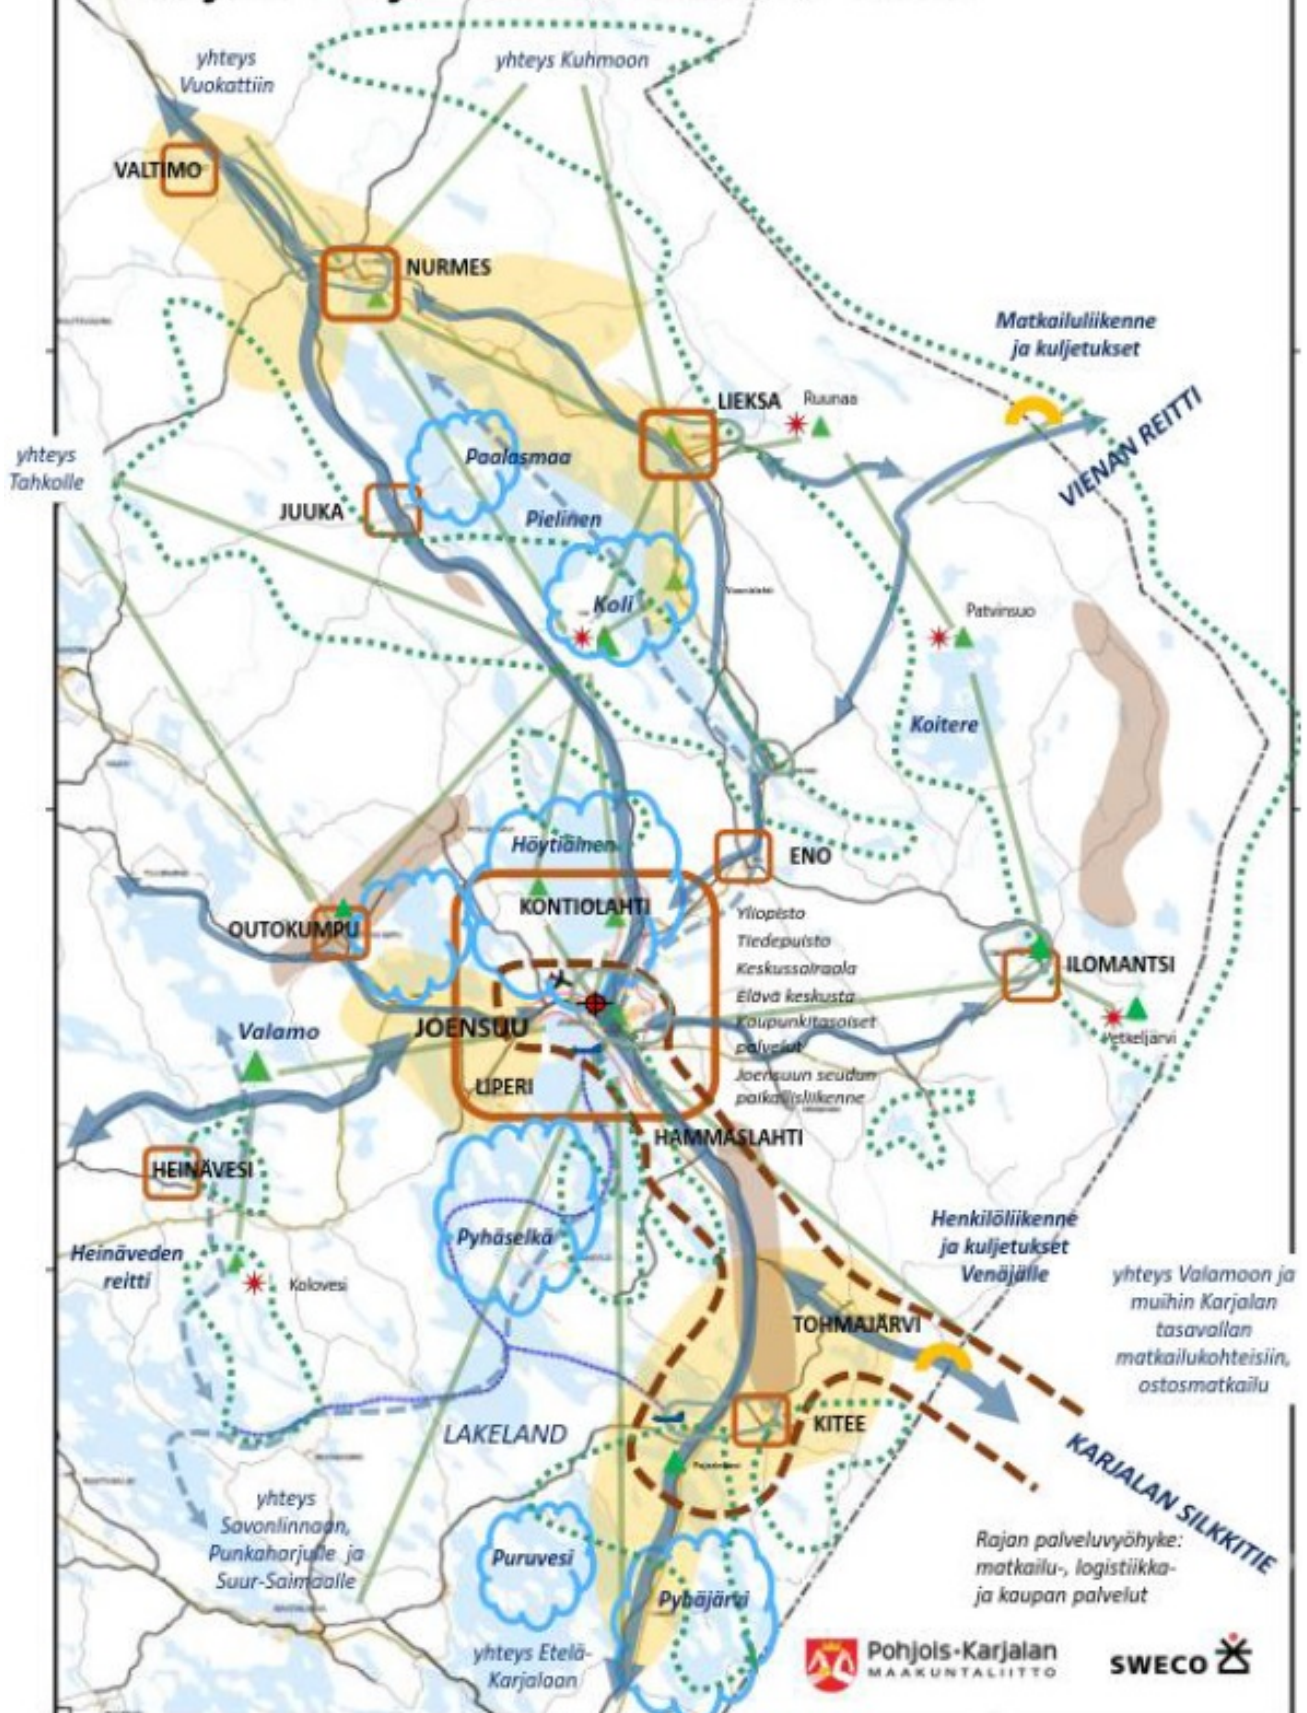 yhteys
Vuokattiin
yhteys Kuhmoon
VALTIMO
NURMES
Matkailuliikenne
ja kuljetukset
LIEKSA
Ruunaa
VIENAN REITTI
yhteys
Tahkolle
Paalasmaa
JUUKA
Pielinen
Koli
Patvinsuo
Koitere
Höytiäinen
ENO
KONTIOLAHTI
OUTOKUMPU
Yliopisto
Tiedepuisto
Keskussairaala
Elävä keskusta
Kaupunkitasoiset
palvelut
Joensuun seudun
paikallisliikenne
ILOMANTSI
Petkeljärvi
Valamo
JOENSUU
LIPERI
HAMMASLAHTI
HEINÄVESI
Heinäveden
reitti
Kolovesi
Pyhäselkä
Henkilöliikenne
ja kuljetukset
Venäjälle
yhteys Valamoon ja
muihin Karjalan
tasavallan
matkailukohteisiin,
ostosmatkailu
TOHMAJÄRVI
KITEE
LAKELAND
KARJALAN SILKKITIE
yhteys
Savonlinnaan,
Punkaharjulle ja
Suur-Saimaalle
Puruvesi
Pyhäjärvi
Rajan palveluvyöhyke:
matkailu-, logistiikka-
ja kaupan palvelut
yhteys Etelä-
Karjalaan
Pohjois-Karjalan
MAAKUNTALIITTO
SWECO